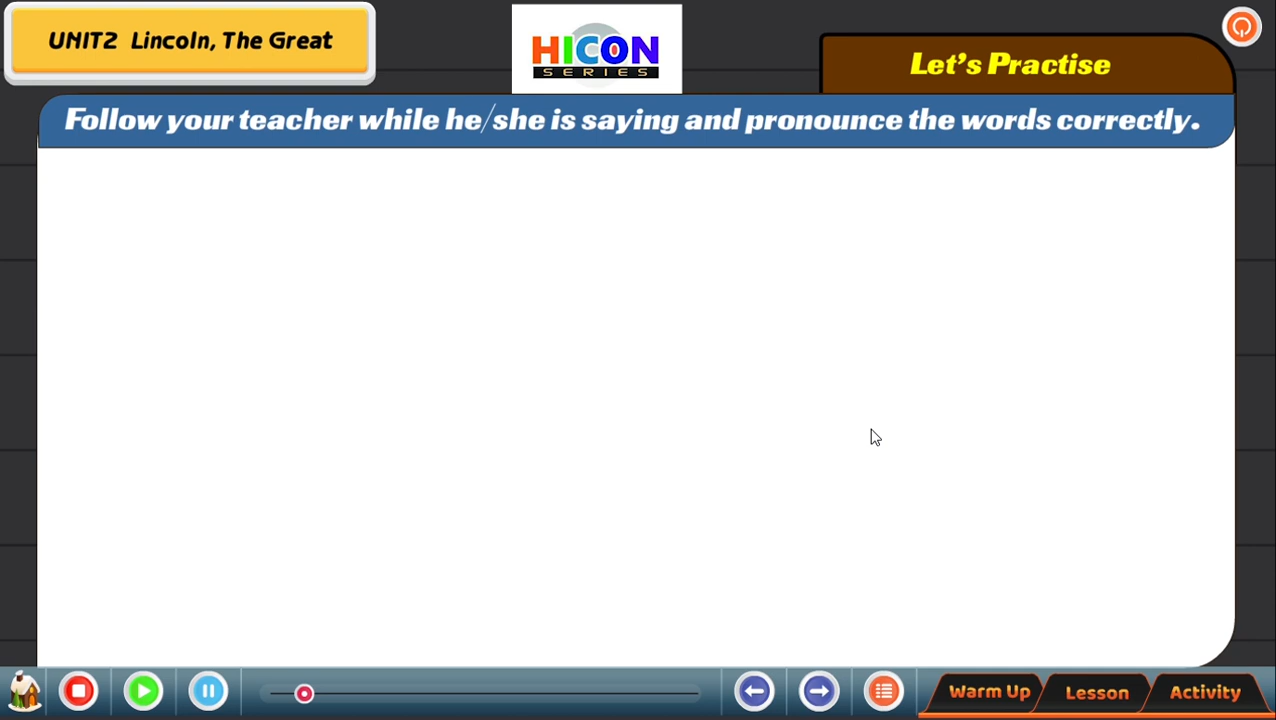 UNIT2 Lincoln, The Great
HICON
SERIES
Let's Practise
Follow your teacher while he/she is saying and pronounce the words correctly.
Warm Up
Lesson
Activity